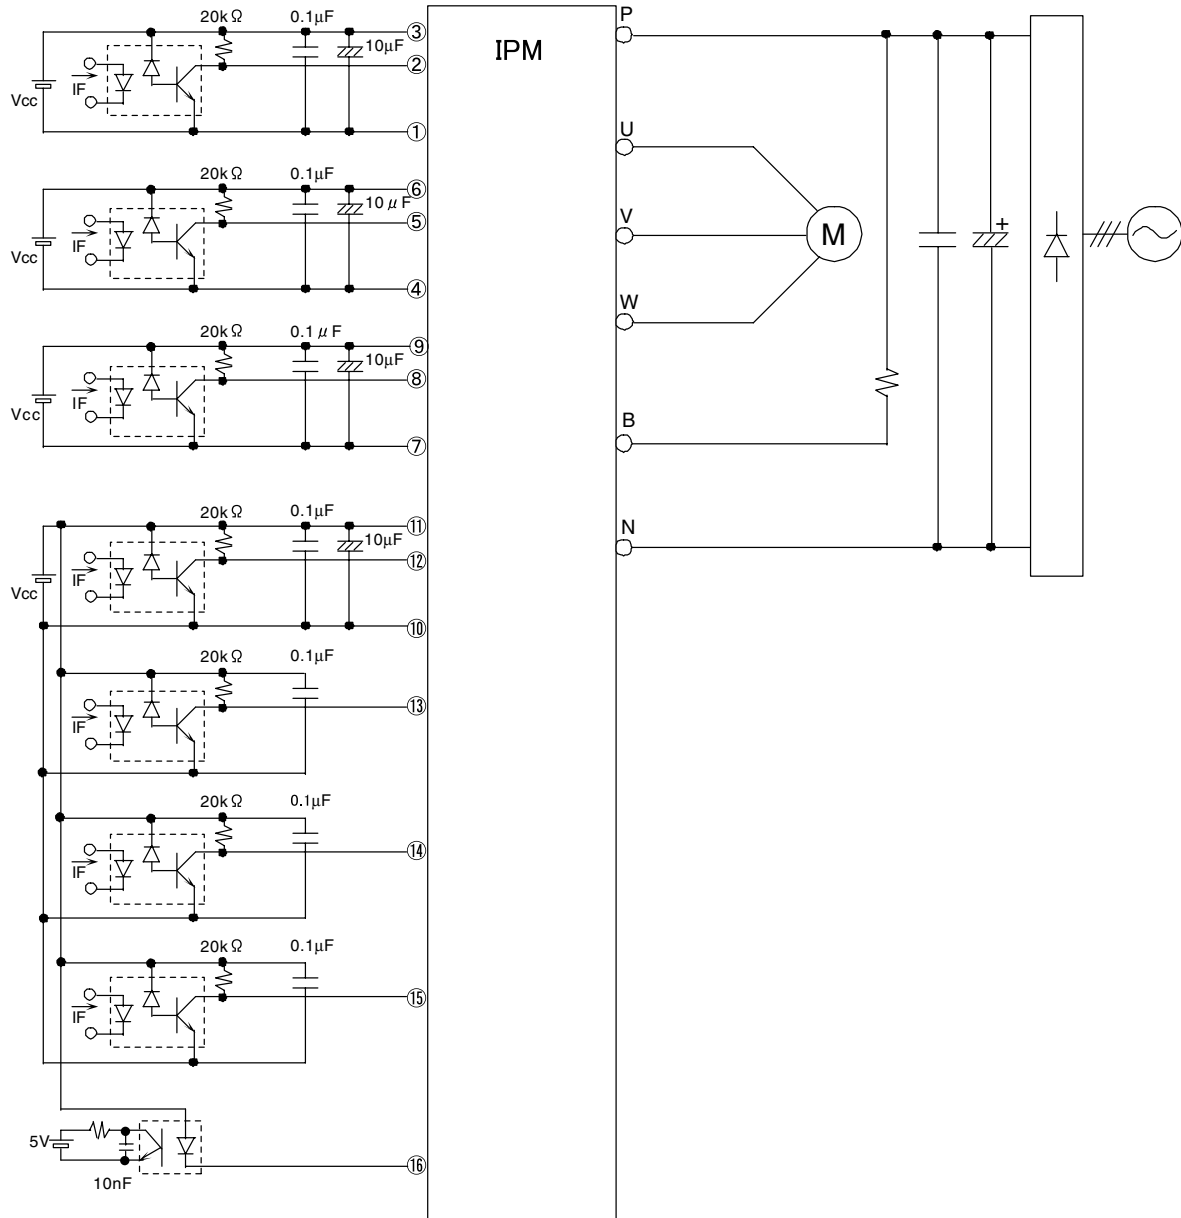 20kΩ 0.1μF ③ P
10μF
IPM
②
IF
Vcc
① U
20kΩ 0.1μF ⑥
10μF
⑤ V
IF M +
Vcc
④
W
20kΩ 0.1μF ⑨
10μF
⑧
IF
Vcc
B
⑦
20kΩ 0.1μF ⑪ N
10μF
⑫
IF
Vcc
⑩
20kΩ 0.1μF
⑬
IF
20kΩ 0.1μF
⑭
IF
20kΩ 0.1μF
⑮
IF
5V
⑯
10nF